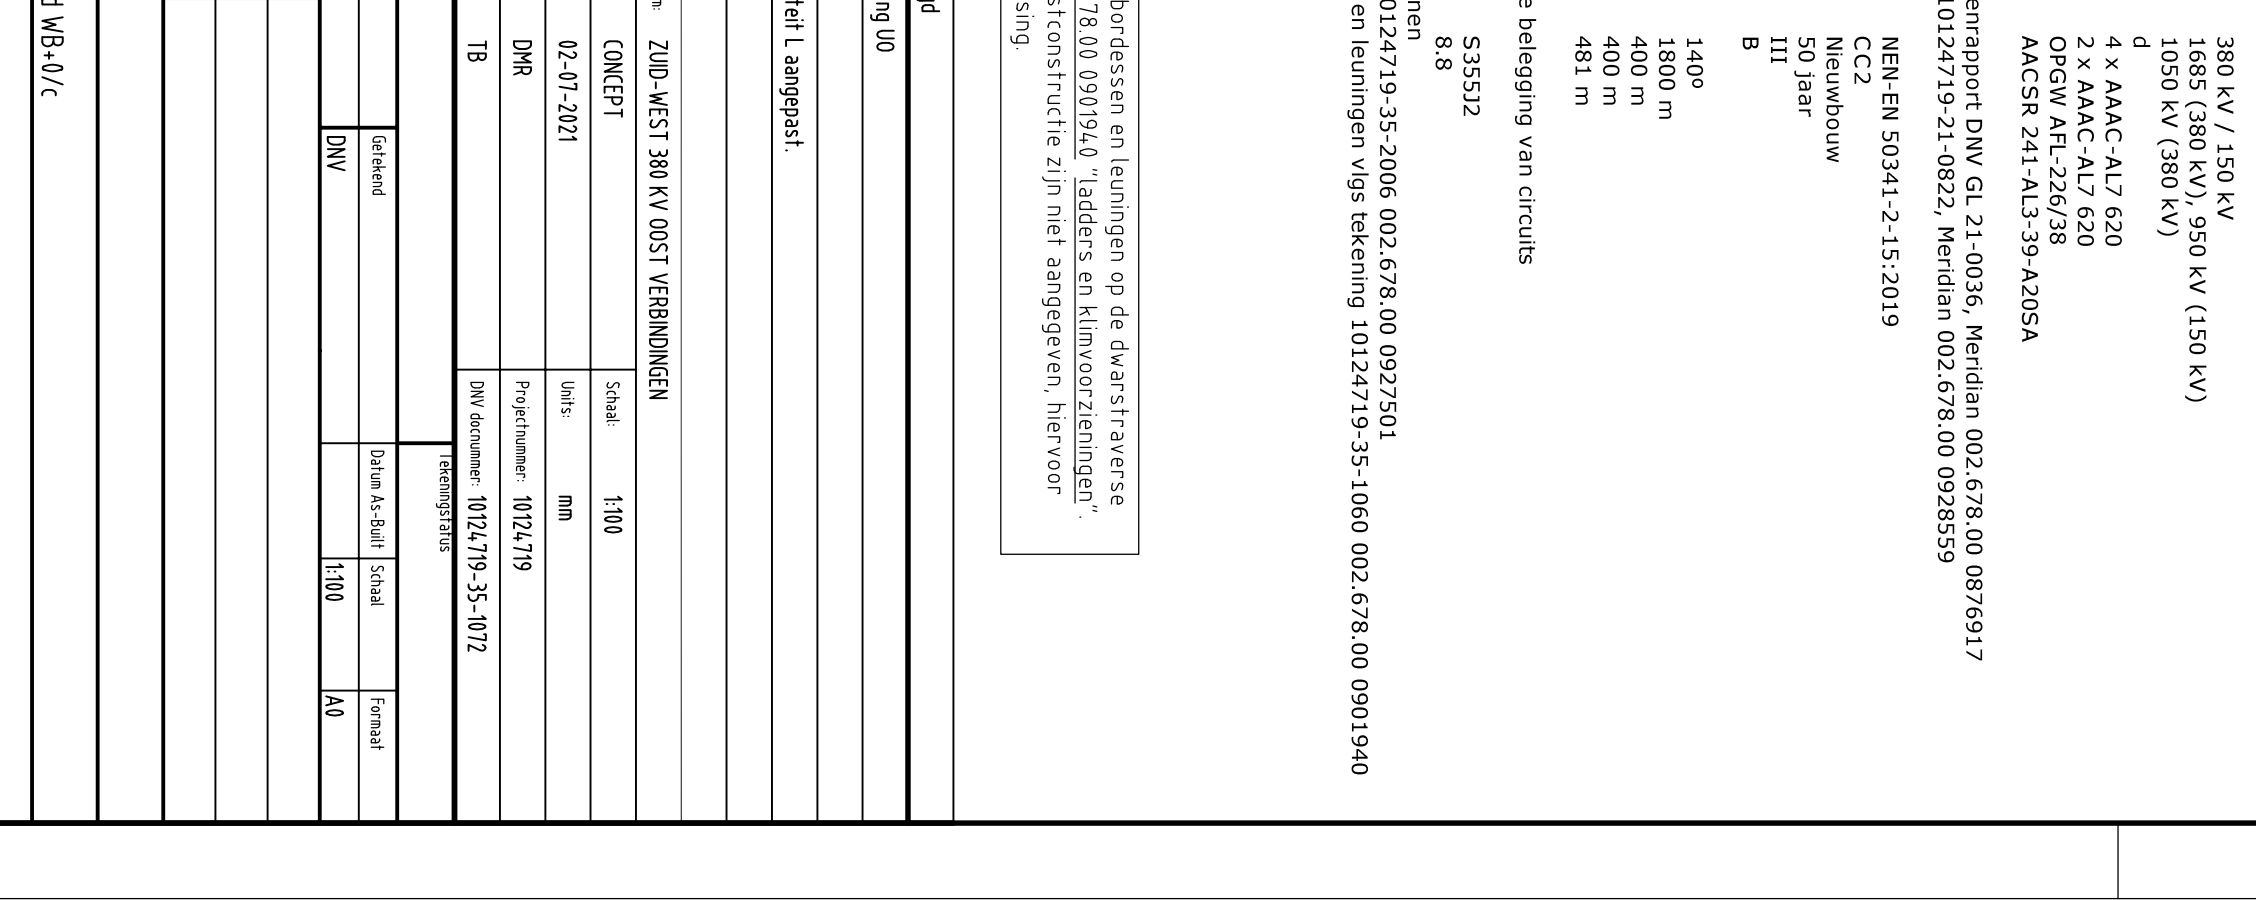 380 kV / 150 kV
1685 (380 kV), 950 kV (150 kV)
1050 kV (380 kV)
d
4 x AAAC-AL7 620
2 x AAAC-AL7 620
OPGW AFL-226/38
AACSR 241-AL3-39-A20SA
enrapport DNV GL 21-0036, Meridian 002.678.00 0876917
10124719-21-0822, Meridian 002.678.00 0928559
NEN-EN 50341-2-15:2019
CC2
Nieuwbouw
50 jaar
III
B
140º
1800 m
400 m
400 m
481 m
e belegging van circuits
S355J2
8.8
nen
0124719-35-2006 002.678.00 0927501
en leuningen vlgs tekening 10124719-35-1060 002.678.00 0901940
bordessen en leuningen op de dwarstraverse
78.00 0901940 "ladders en klimvoorzieningen".
stconstructie zijn niet aangegeven, hiervoor
sing.
gd
ng U0
teit L aangepast.
m: ZUID-WEST 380 KV OOST VERBINDINGEN
CONCEPT Schaal: 1:100
02-07-2021 Units: mm
DMR Projectnummer: 10124719
TB DNV docnummer: 10124719-35-1072
Tekeningstatus
Getekend Datum As-Built Schaal Formaat
DNV 1:100 A0
d WB+0/c